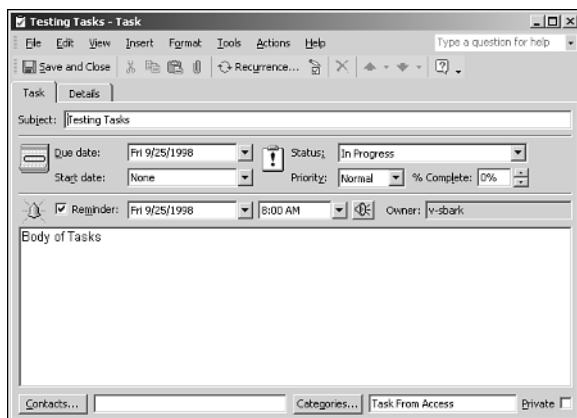 Testing Tasks - Task
File Edit View Insert Format Tools Actions Help Type a question for help
Save and Close Recurrence...
Task Details
Subject: Testing Tasks
Due date: Fri 9/25/1998 Status: In Progress
Start date: None Priority: Normal % Complete: 0%
Reminder: Fri 9/25/1998 8:00 AM Owner: v-sbark
Body of Tasks
Contacts... Categories... Task From Access Private